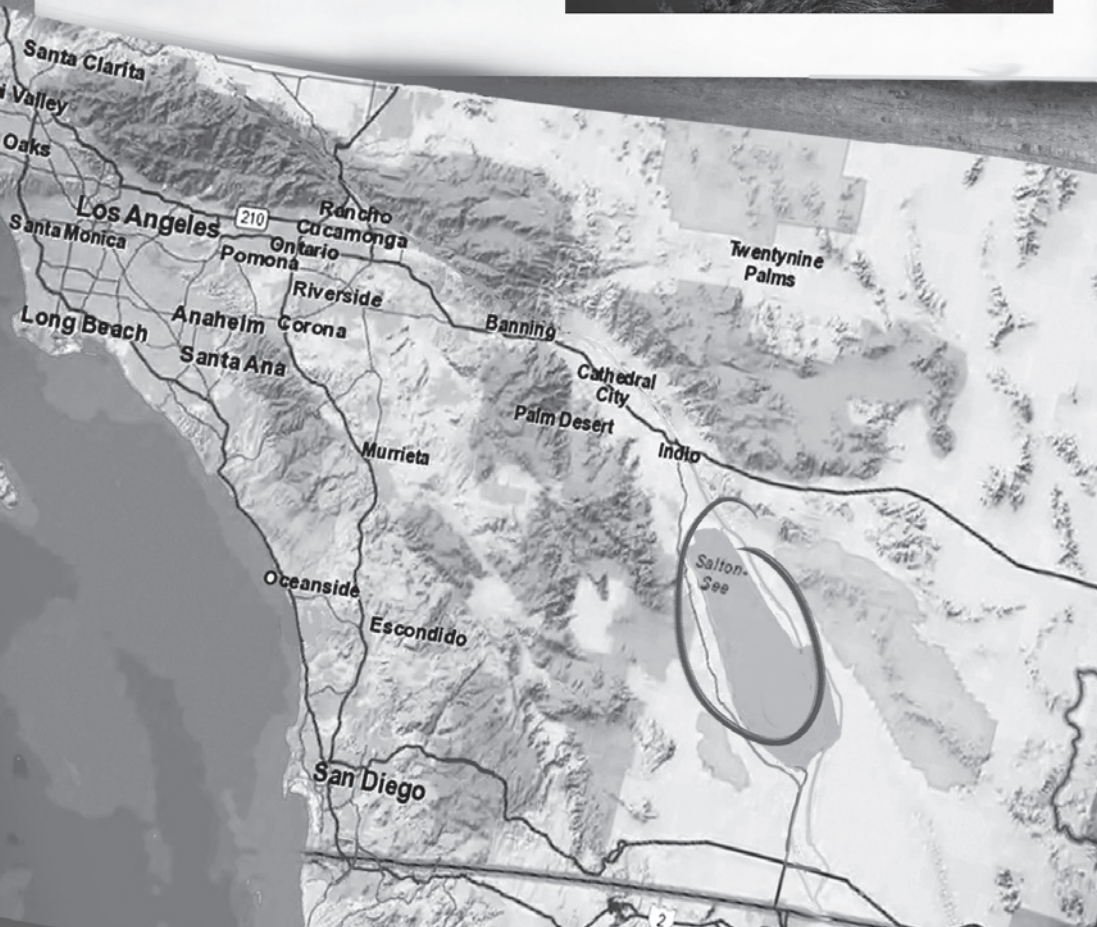 Santa Clarita
i Valley
Oaks
Los Angeles
210
Rancho
Cucamonga
Santa Monica
Ontario
Pomona
Twentynine
Palms
Riverside
Long Beach
Anaheim
Corona
Banning
Santa Ana
Cathedral
City
Palm Desert
Murrieta
Indio
Salton-
See
Oceanside
Escondido
San Diego
2